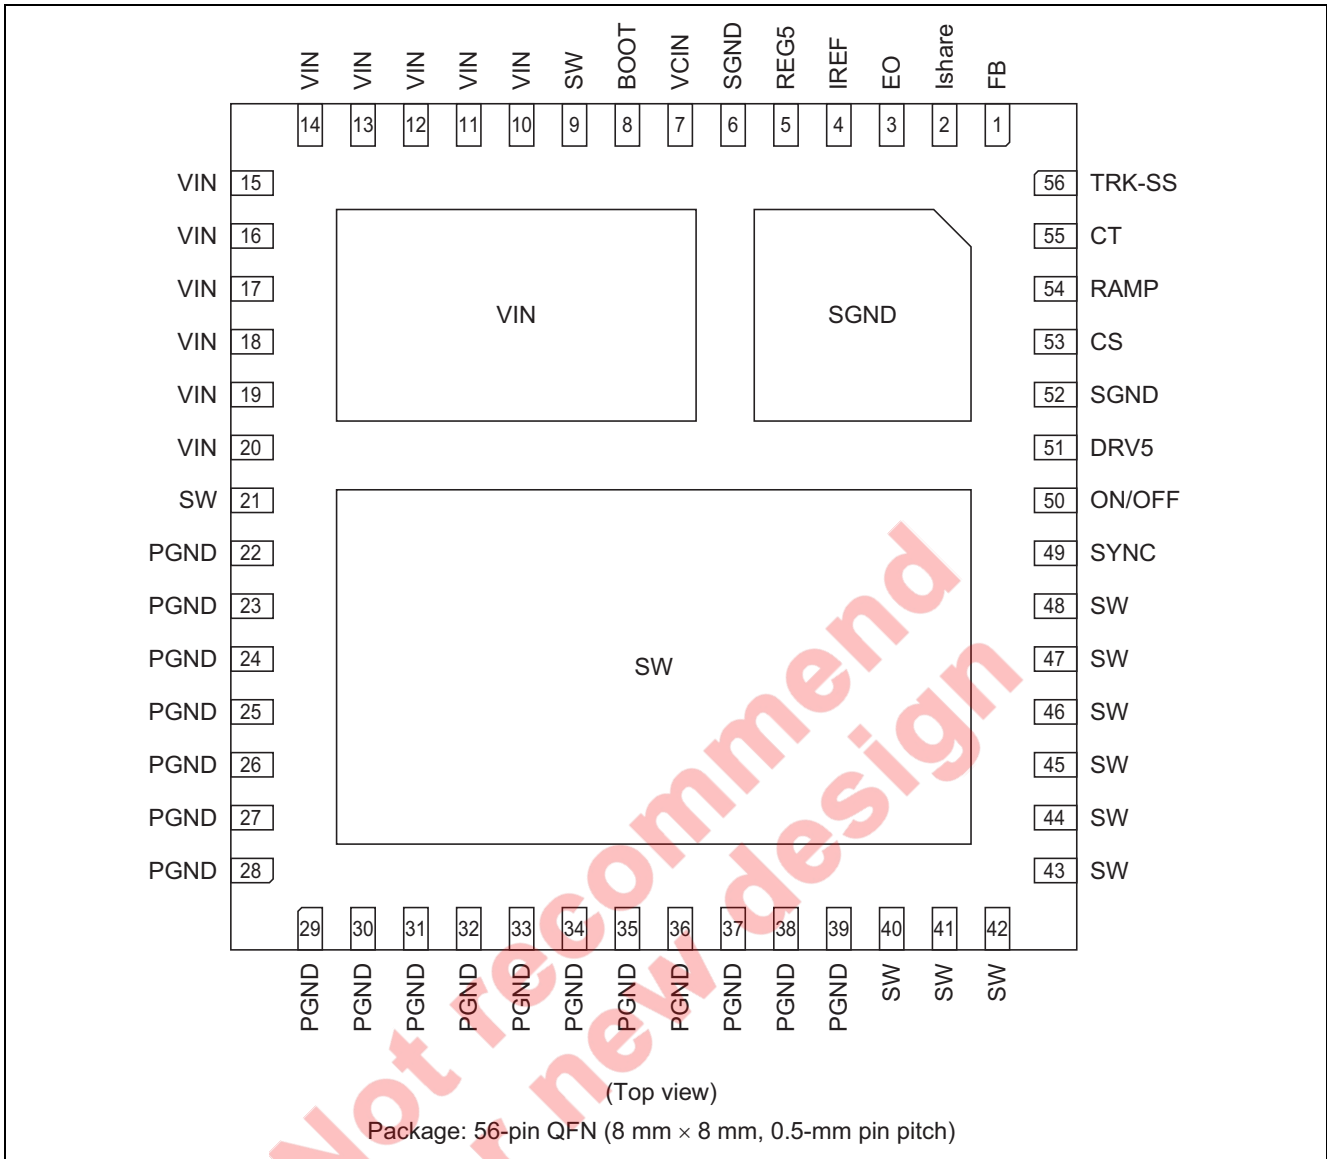 VIN VIN VIN VIN VIN SW BOOT VCIN SGND REG5 IREF EO Ishare FB
14 13 12 11 10 9 8 7 6 5 4 3 2 1
VIN 15 56 TRK-SS
VIN 16 55 CT
VIN 17 54 RAMP
VIN SGND
VIN 18 53 CS
VIN 19 52 SGND
VIN 20 51 DRV5
SW 21 50 ON/OFF
PGND 22 49 SYNC
PGND 23 48 SW
PGND 24 47 SW
SW
PGND 25 46 SW
PGND 26 45 SW
PGND 27 44 SW
PGND 28 43 SW
29 30 31 32 33 34 35 36 37 38 39 40 41 42
PGND PGND PGND PGND PGND PGND PGND PGND PGND PGND PGND SW SW SW
(Top view)
Package: 56-pin QFN (8 mm × 8 mm, 0.5-mm pin pitch)
Not recommend
new design